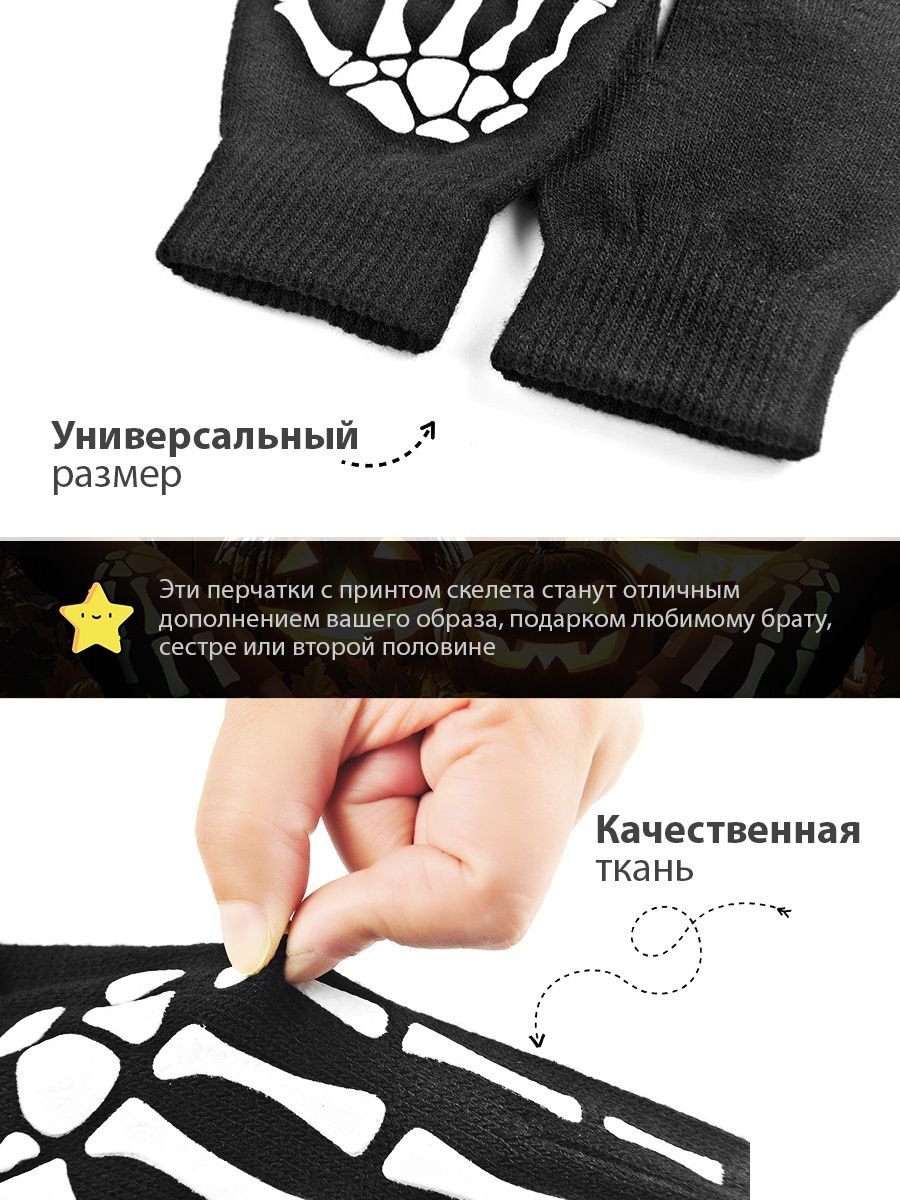 Универсальный
размер
Эти перчатки с принтом скелета станут отличным
дополнением вашего образа, подарком любимому брату,
сестре или второй половине
Качественная
ткань